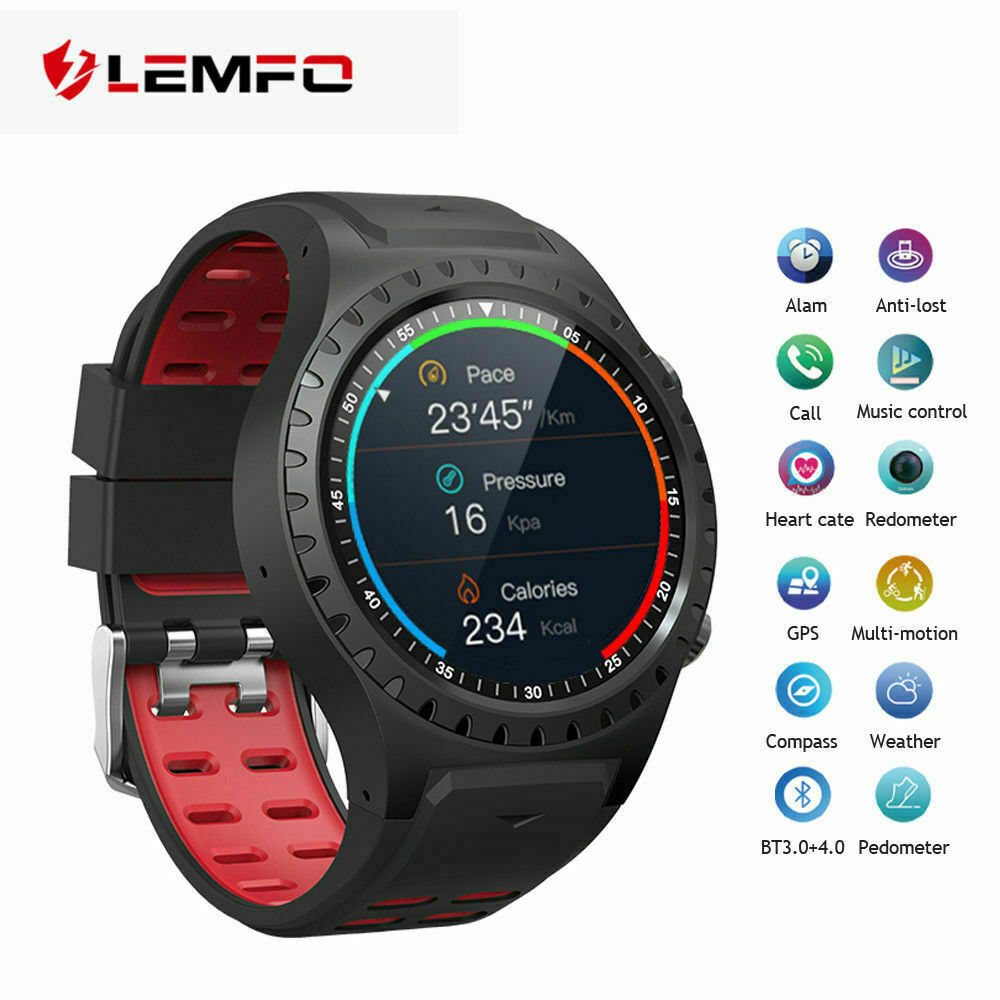 LEMFO
55
05
50
10
45
15
40
20
35
30
25
Pace
23'45" /Km
Pressure
16 Kpa
Calories
234 Kcal
Alam
Anti-lost
Call
Music control
Heart cate
Redometer
GPS
Multi-motion
Compass
Weather
BT3.0+4.0
Pedometer